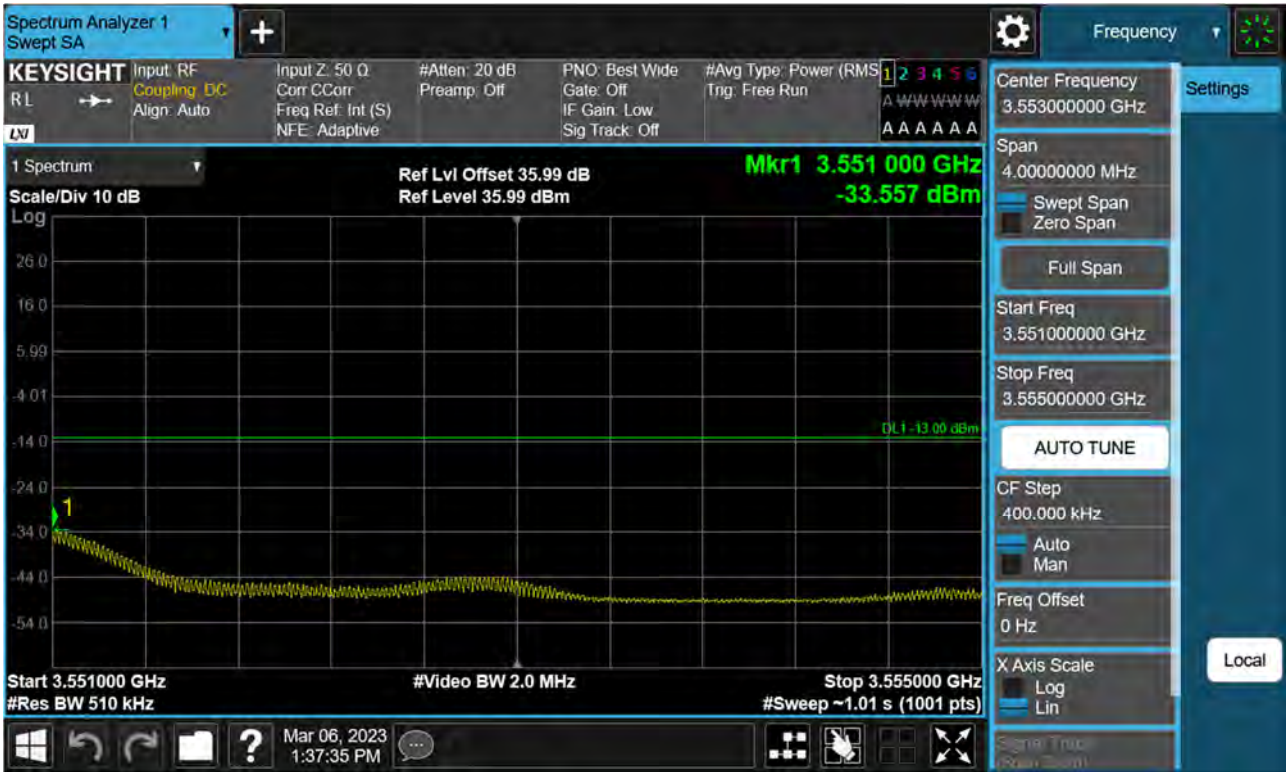 Spectrum Analyzer 1
Swept SA
+
Frequency
KEYSIGHT
RL
LXI
Input: RF
Coupling: DC
Align: Auto
Input Z: 50 Ω
Corr CCorr
Freq Ref: Int (S)
NFE: Adaptive
#Atten: 20 dB
Preamp: Off
PNO: Best Wide
Gate: Off
IF Gain: Low
Sig Track: Off
#Avg Type: Power (RMS
Trig: Free Run
1 2 3 4 5 6
A W W W W W
A A A A A A
1 Spectrum
Scale/Div 10 dB
Log
Ref Lvl Offset 35.99 dB
Ref Level 35.99 dBm
Mkr1 3.551 000 GHz
-33.557 dBm
26.0
16.0
5.99
-4.01
-14.0
-24.0
-34.0
-44.0
-54.0
DL1 -13.00 dBm
1
Start 3.551000 GHz
#Res BW 510 kHz
#Video BW 2.0 MHz
Stop 3.555000 GHz
#Sweep ~1.01 s (1001 pts)
Center Frequency
3.553000000 GHz
Settings
Span
4.00000000 MHz
Swept Span
Zero Span
Full Span
Start Freq
3.551000000 GHz
Stop Freq
3.555000000 GHz
AUTO TUNE
CF Step
400.000 kHz
Auto
Man
Freq Offset
0 Hz
X Axis Scale
Log
Lin
Local
?
Mar 06, 2023
1:37:35 PM